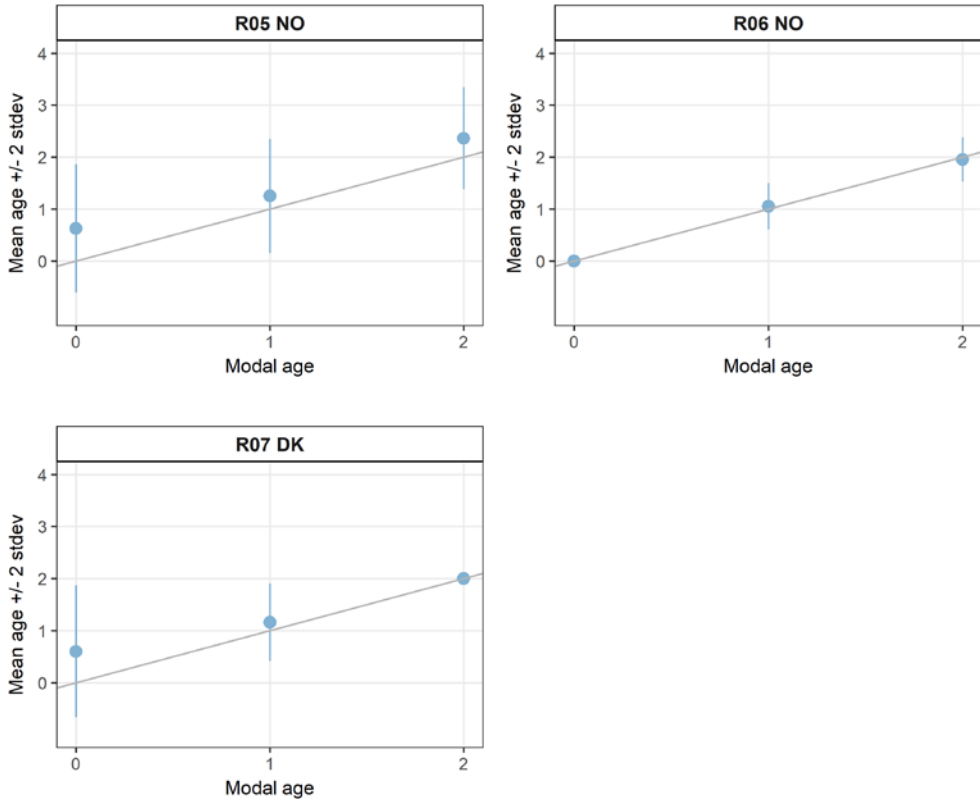 R05 NO
4
3
2
1
0
Mean age +/- 2 stdev
0 1 2
Modal age
R06 NO
4
3
2
1
0
Mean age +/- 2 stdev
0 1 2
Modal age
R07 DK
4
3
2
1
0
Mean age +/- 2 stdev
0 1 2
Modal age